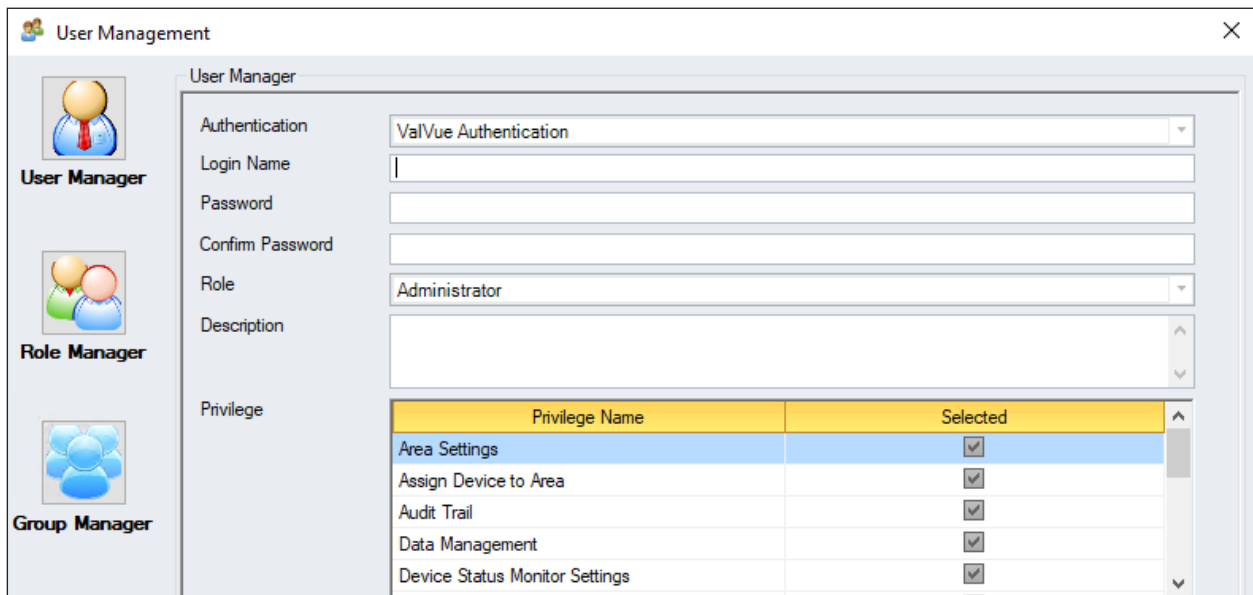 User Management
User Manager
Role Manager
Group Manager
User Manager
Authentication
ValVue Authentication
Login Name
Password
Confirm Password
Role
Administrator
Description
Privilege
Privilege Name Selected
Area Settings
Assign Device to Area
Audit Trail
Data Management
Device Status Monitor Settings